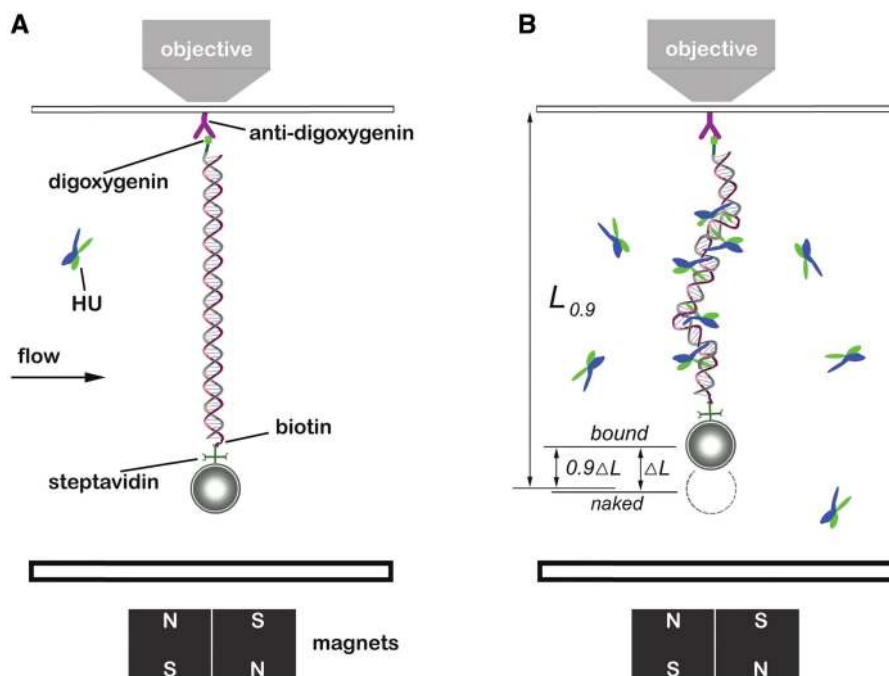 A
objective
anti-digoxygenin
digoxygenin
HU
flow
biotin
steptavidin
N S
S N
magnets
B
objective
L0.9
bound
0.9△L
△L
naked
N S
S N